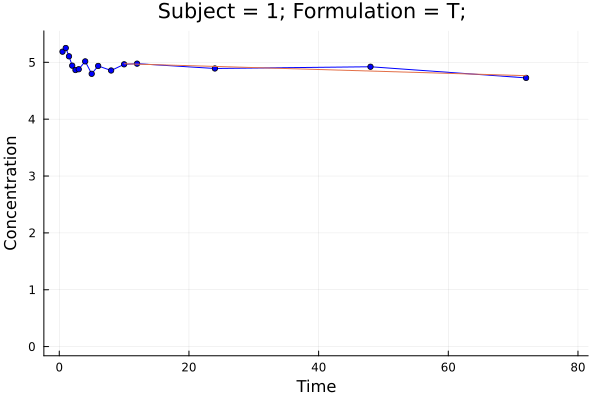 Subject = 1; Formulation = T;
5
4
3
2
1
0
Concentration
0 20 40 60 80
Time